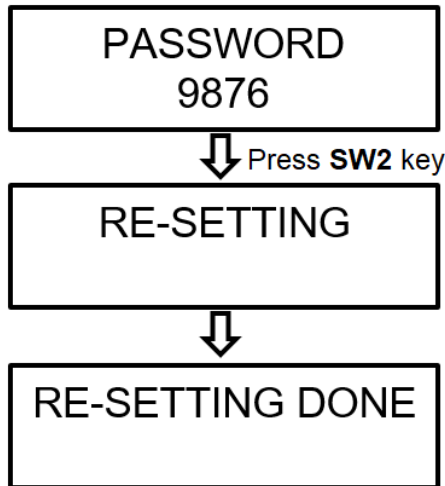 PASSWORD
9876
Press SW2 key
RE-SETTING
RE-SETTING DONE